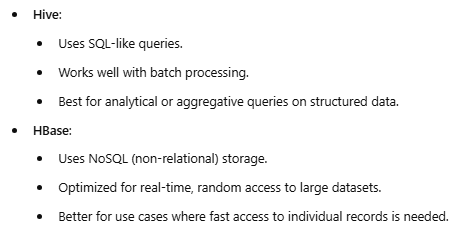 Hive:
Uses SQL-like queries.
Works well with batch processing.
Best for analytical or aggregative queries on structured data.
HBase:
Uses NoSQL (non-relational) storage.
Optimized for real-time, random access to large datasets.
Better for use cases where fast access to individual records is needed.